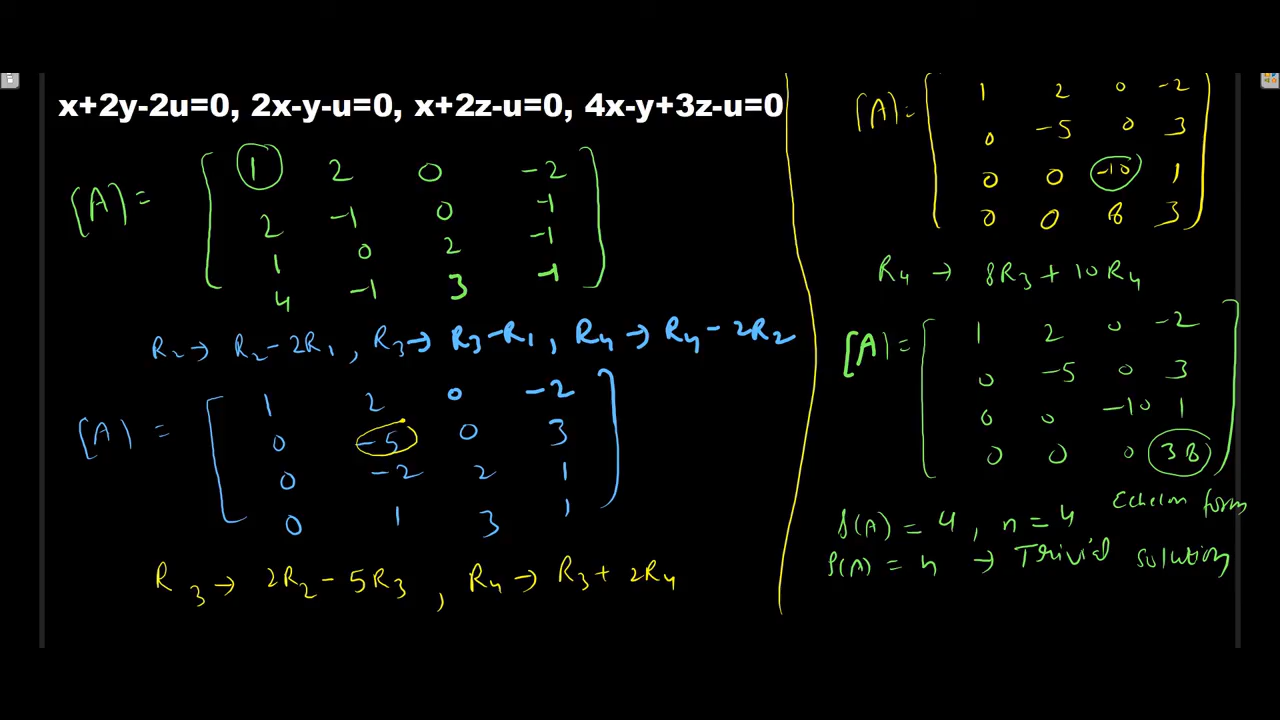 x+2y-2u=0, 2x-y-u=0, x+2z-u=0, 4x-y+3z-u=0
[A] =
1 2 0 -2
2 -1 0 -1
1 0 2 -1
4 -1 3 -1
R2 → R2 - 2R1, R3 → R3 - R1, R4 → R4 - 2R2
[A] =
1 2 0 -2
0 -5 0 3
0 -2 2 1
0 1 3 1
R3 → 2R2 - 5R3, R4 → R3 + 2R4
[A] =
1 2 0 -2
0 -5 0 3
0 0 -10 1
0 0 8 3
R4 → 8R3 + 10R4
[A] =
1 2 0 -2
0 -5 0 3
0 0 -10 1
0 0 0 38
Echelon form
ρ(A) = 4, n = 4
ρ(A) = n → Trivial solution